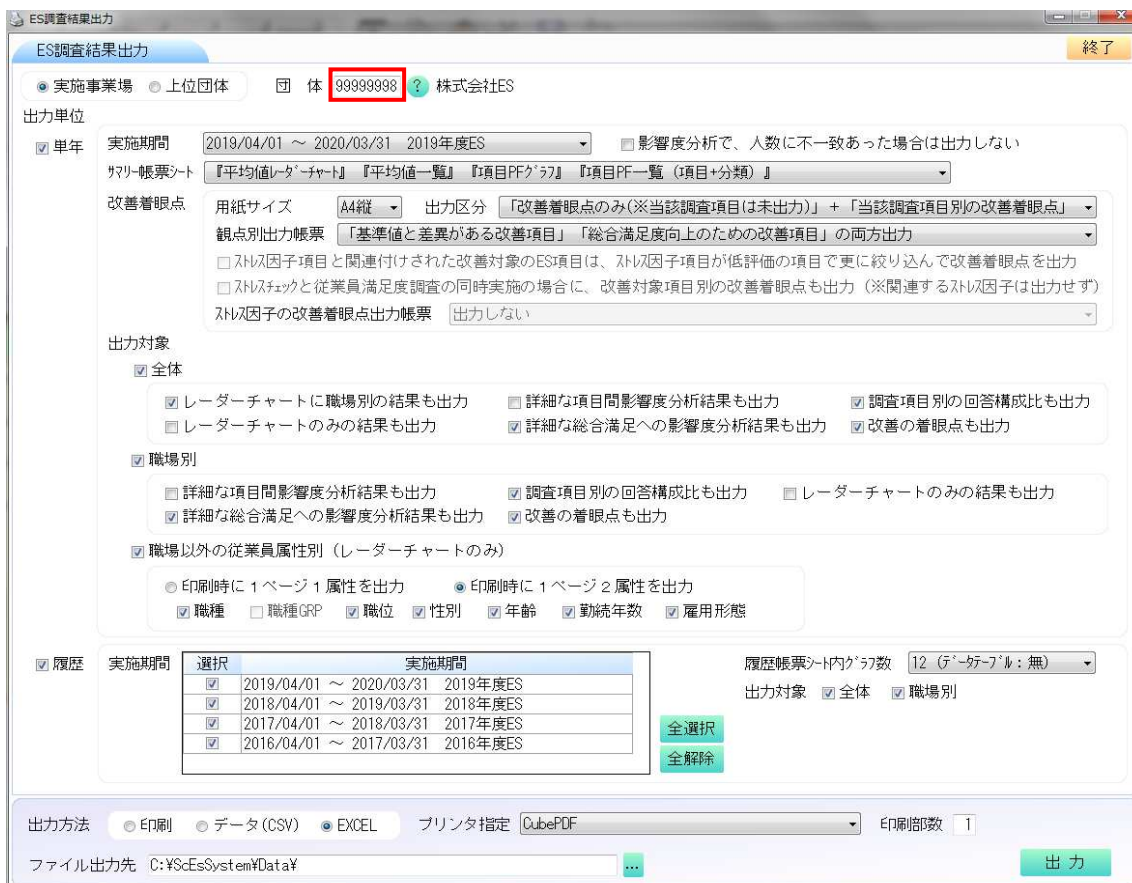 ES調査結果出力
ES調査結果出力 終了
実施事業場 上位団体 団 体 99999998 ? 株式会社ES
出力単位
単年 実施期間 2019/04/01 ～ 2020/03/31 2019年度ES 影響度分析で、人数に不一致あった場合は出力しない
ｻﾏﾘｰ帳票ｼｰﾄ 『平均値ﾚｰﾀﾞｰﾁｬｰﾄ』 『平均値一覧』 『項目PFｸﾞﾗﾌ』 『項目PF一覧（項目+分類）』
改善着眼点 用紙サイズ A4縦 出力区分 「改善着眼点のみ(※当該調査項目は未出力)」+「当該調査項目別の改善着眼点」
観点別出力帳票 「基準値と差異がある改善項目」「総合満足度向上のための改善項目」の両方出力
ｽﾄﾚｽ因子項目と関連付けされた改善対象のES項目は、ｽﾄﾚｽ因子項目が低評価の項目で更に絞り込んで改善着眼点を出力
ｽﾄﾚｽﾁｪｯｸと従業員満足度調査の同時実施の場合に、改善対象項目別の改善着眼点も出力（※関連するｽﾄﾚｽ因子は出力せず）
ｽﾄﾚｽ因子の改善着眼点出力帳票 出力しない
出力対象
全体
レーダーチャートに職場別の結果も出力 詳細な項目間影響度分析結果も出力 調査項目別の回答構成比も出力
レーダーチャートのみの結果も出力 詳細な総合満足への影響度分析結果も出力 改善の着眼点も出力
職場別
詳細な項目間影響度分析結果も出力 調査項目別の回答構成比も出力 レーダーチャートのみの結果も出力
詳細な総合満足への影響度分析結果も出力 改善の着眼点も出力
職場以外の従業員属性別（レーダーチャートのみ）
印刷時に1ページ1属性を出力 印刷時に1ページ2属性を出力
職種 職種GRP 職位 性別 年齢 勤続年数 雇用形態
履歴 実施期間 選択 実施期間 履歴帳票ｼｰﾄ内ｸﾞﾗﾌ数 12（ﾃﾞｰﾀﾃｰﾌﾞﾙ：無）
2019/04/01 ～ 2020/03/31 2019年度ES 出力対象 全体 職場別
2018/04/01 ～ 2019/03/31 2018年度ES
2017/04/01 ～ 2018/03/31 2017年度ES 全選択
2016/04/01 ～ 2017/03/31 2016年度ES
全解除
出力方法 印刷 データ(CSV) EXCEL プリンタ指定 CubePDF 印刷部数 1
ファイル出力先 C:¥ScEsSystem¥Data¥ ... 出 力